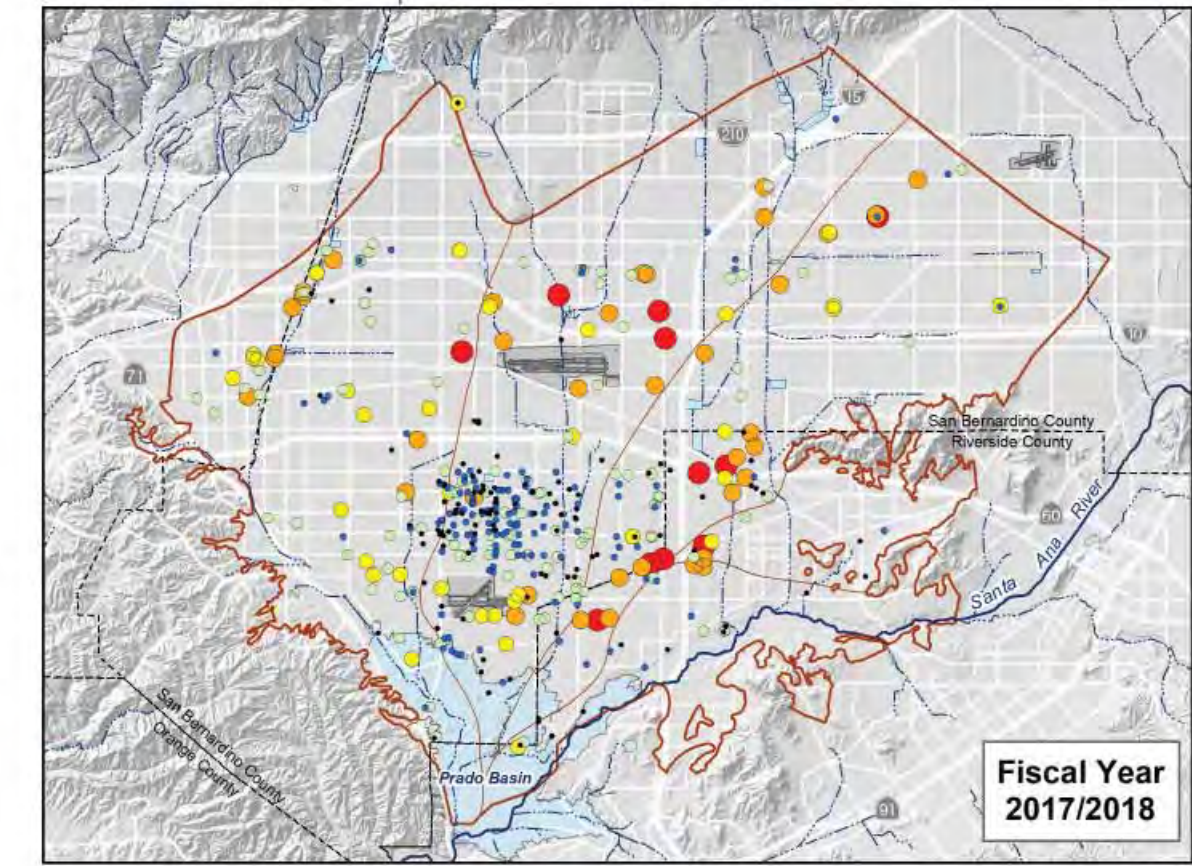 15
210
10
71
San Bernardino County
Riverside County
60
Santa Ana River
San Bernardino County
Orange County
Prado Basin
Fiscal Year
2017/2018
91